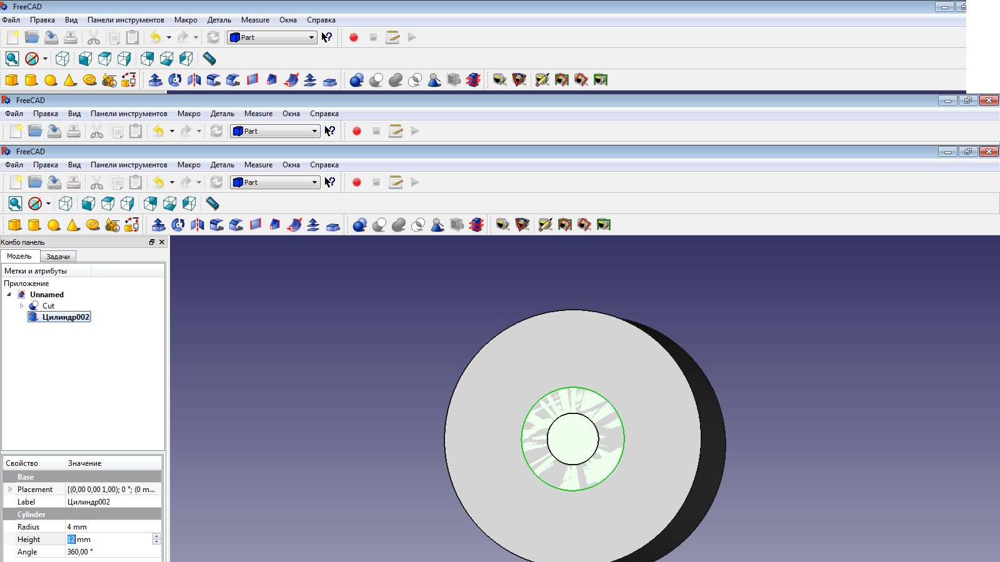 FreeCAD
Файл Правка Вид Панели инструментов Макро Деталь Measure Окна Справка
Part
FreeCAD
Файл Правка Вид Панели инструментов Макро Деталь Measure Окна Справка
Part
FreeCAD
Файл Правка Вид Панели инструментов Макро Деталь Measure Окна Справка
Part
Комбо панель
Модель Задачи
Метки и атрибуты
Приложение
Unnamed
Cut
Цилиндр002
Свойство Значение
Base
Placement [(0,00 0,00 1,00); 0 °; (0 m...
Label Цилиндр002
Cylinder
Radius 4 mm
Height 12 mm
Angle 360,00 °